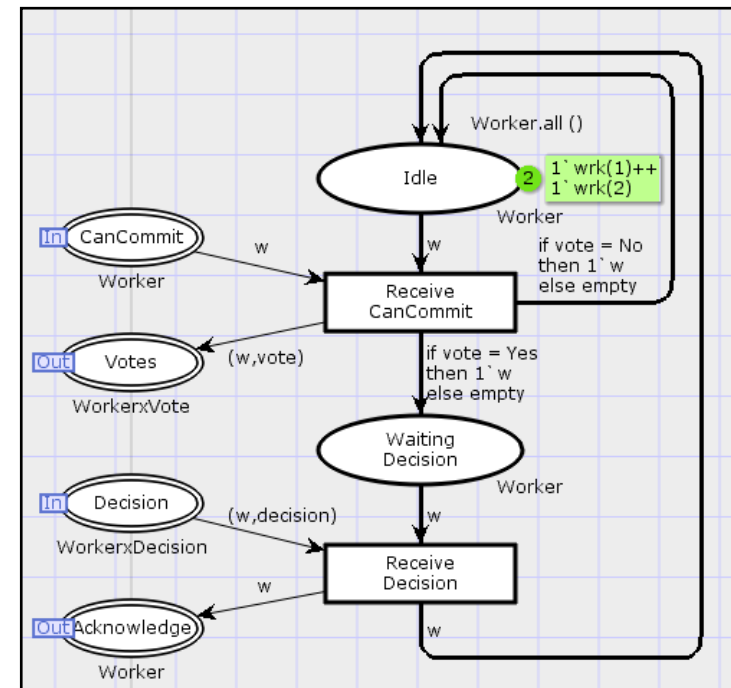 Worker.all ()
Idle
2
1`wrk(1)++
1`wrk(2)
Worker
In
CanCommit
Worker
w
w
if vote = No
then 1`w
else empty
Receive
CanCommit
Out
Votes
WorkerxVote
(w,vote)
if vote = Yes
then 1`w
else empty
Waiting
Decision
Worker
In
Decision
WorkerxDecision
(w,decision)
w
Receive
Decision
w
Out
Acknowledge
Worker
w